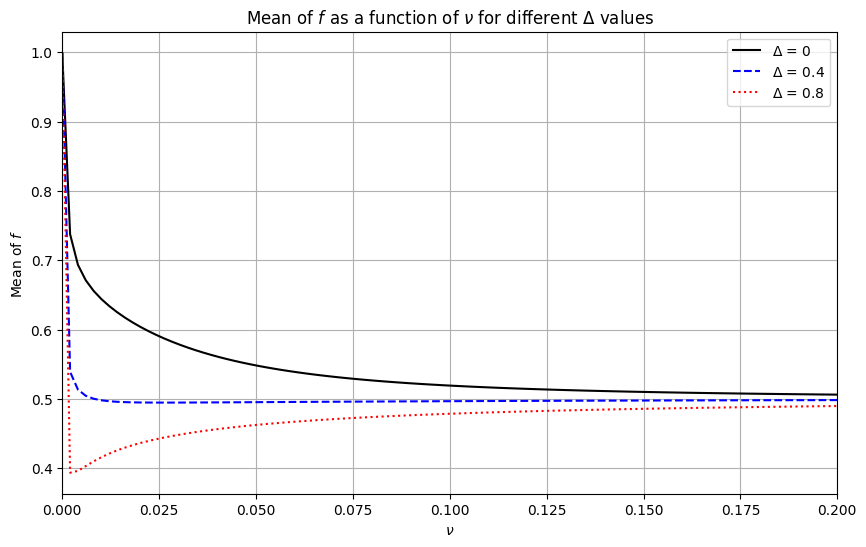 Mean of f as a function of ν for different Δ values
Δ = 0
Δ = 0.4
Δ = 0.8
Mean of f
1.0
0.9
0.8
0.7
0.6
0.5
0.4
0.000 0.025 0.050 0.075 0.100 0.125 0.150 0.175 0.200
ν